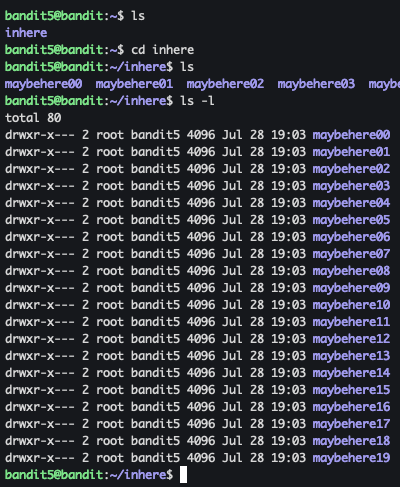 bandit5@bandit:~$ ls
inhere
bandit5@bandit:~$ cd inhere
bandit5@bandit:~/inhere$ ls
maybehere00  maybehere01  maybehere02  maybehere03
bandit5@bandit:~/inhere$ ls -l
total 80
drwxr-x--- 2 root bandit5 4096 Jul 28 19:03 maybehere00
drwxr-x--- 2 root bandit5 4096 Jul 28 19:03 maybehere01
drwxr-x--- 2 root bandit5 4096 Jul 28 19:03 maybehere02
drwxr-x--- 2 root bandit5 4096 Jul 28 19:03 maybehere03
drwxr-x--- 2 root bandit5 4096 Jul 28 19:03 maybehere04
drwxr-x--- 2 root bandit5 4096 Jul 28 19:03 maybehere05
drwxr-x--- 2 root bandit5 4096 Jul 28 19:03 maybehere06
drwxr-x--- 2 root bandit5 4096 Jul 28 19:03 maybehere07
drwxr-x--- 2 root bandit5 4096 Jul 28 19:03 maybehere08
drwxr-x--- 2 root bandit5 4096 Jul 28 19:03 maybehere09
drwxr-x--- 2 root bandit5 4096 Jul 28 19:03 maybehere10
drwxr-x--- 2 root bandit5 4096 Jul 28 19:03 maybehere11
drwxr-x--- 2 root bandit5 4096 Jul 28 19:03 maybehere12
drwxr-x--- 2 root bandit5 4096 Jul 28 19:03 maybehere13
drwxr-x--- 2 root bandit5 4096 Jul 28 19:03 maybehere14
drwxr-x--- 2 root bandit5 4096 Jul 28 19:03 maybehere15
drwxr-x--- 2 root bandit5 4096 Jul 28 19:03 maybehere16
drwxr-x--- 2 root bandit5 4096 Jul 28 19:03 maybehere17
drwxr-x--- 2 root bandit5 4096 Jul 28 19:03 maybehere18
drwxr-x--- 2 root bandit5 4096 Jul 28 19:03 maybehere19
bandit5@bandit:~/inhere$